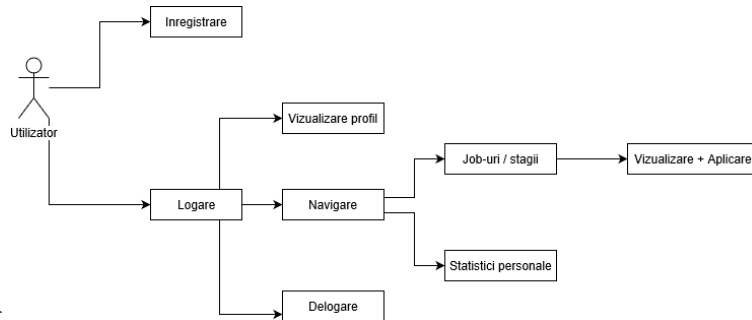 Inregistrare
Utilizator
Vizualizare profil
Job-uri / stagii
Vizualizare + Aplicare
Logare
Navigare
Statistici personale
Delogare